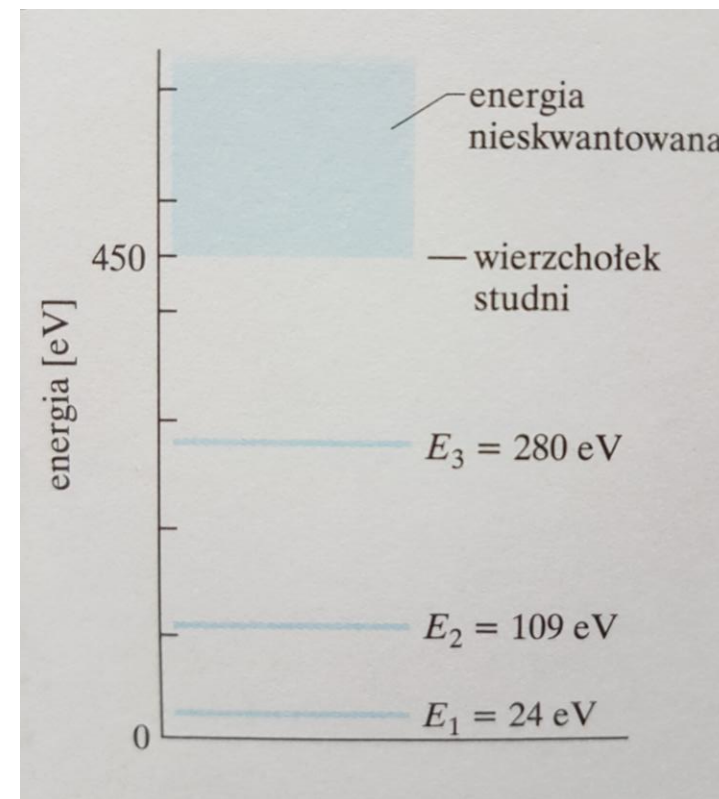 energia
nieskwantowana
450
wierzchołek
studni
energia [eV]
E₃ = 280 eV
E₂ = 109 eV
E₁ = 24 eV
0